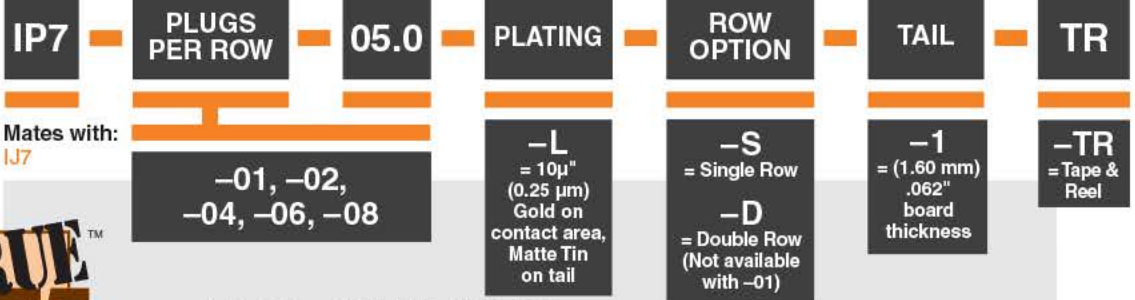 IP7
PLUGS
PER ROW
05.0
PLATING
ROW
OPTION
TAIL
TR
Mates with:
IJ7
–01, –02,
–04, –06, –08
–L
= 10µ"
(0.25 µm)
Gold on
contact area,
Matte Tin
on tail
–S
= Single Row
–D
= Double Row
(Not available
with –01)
–1
= (1.60 mm)
.062"
board
thickness
–TR
= Tape &
Reel
RUE™